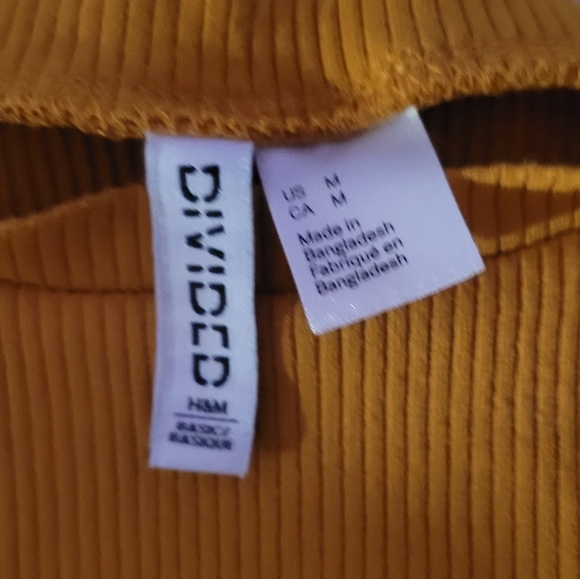 DIVIDED
H&M
BASIC/
BASIQUE
US M
CA M
Made in
Bangladesh
Fabriqué en
Bangladesh